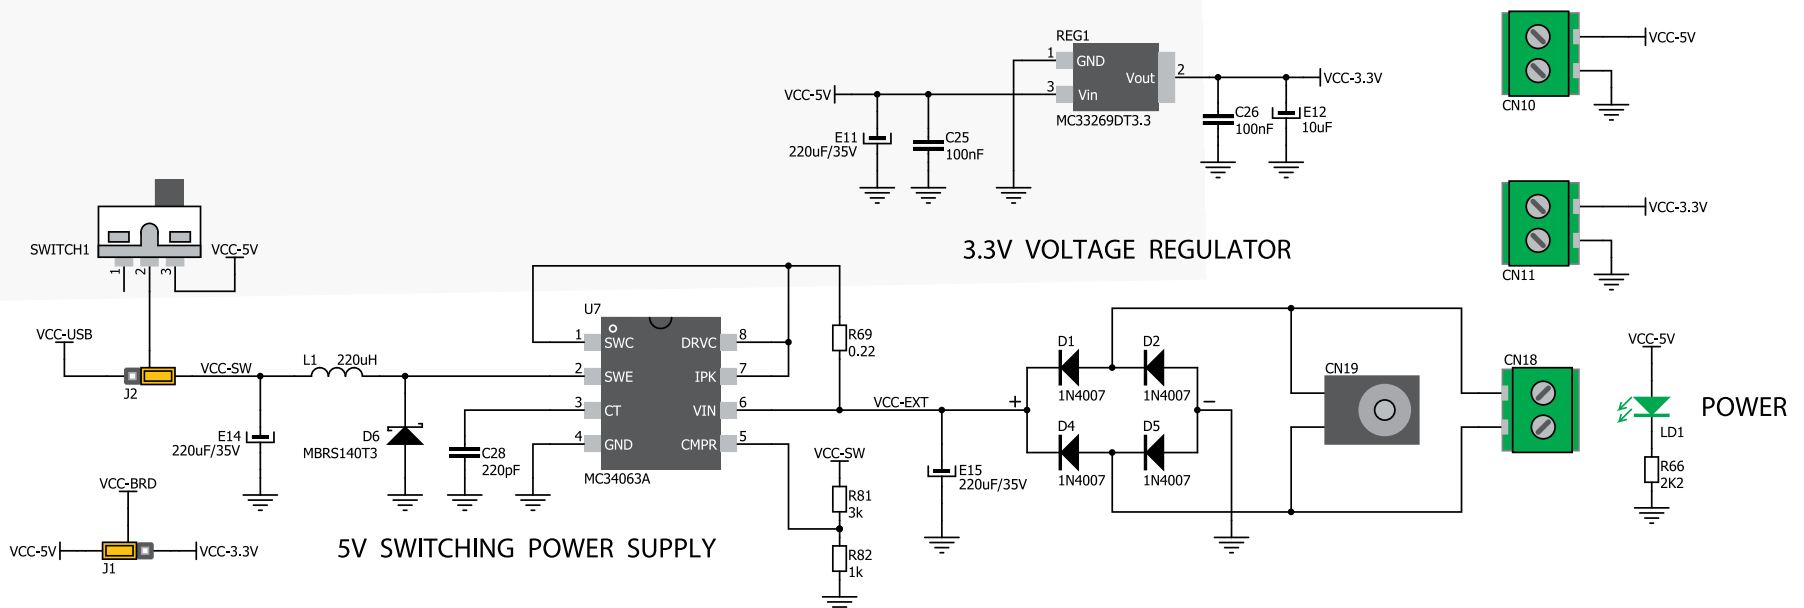 REG1
1
GND
Vout
2
3
Vin
MC33269DT3.3
VCC-5V
VCC-3.3V
E11
220uF/35V
C25
100nF
C26
100nF
E12
10uF
3.3V VOLTAGE REGULATOR
VCC-5V
CN10
VCC-3.3V
CN11
SWITCH1
1
2
3
VCC-5V
VCC-USB
J2
VCC-SW
L1
220uH
E14
220uF/35V
D6
MBRS140T3
C28
220pF
U7
1
SWC
DRVC
8
2
SWE
IPK
7
3
CT
VIN
6
4
GND
CMPR
5
MC34063A
R69
0.22
VCC-EXT
VCC-SW
R81
3k
R82
1k
E15
220uF/35V
+
-
D1
1N4007
D2
1N4007
D4
1N4007
D5
1N4007
CN19
CN18
VCC-5V
LD1
POWER
R66
2K2
VCC-BRD
VCC-5V
VCC-3.3V
J1
5V SWITCHING POWER SUPPLY